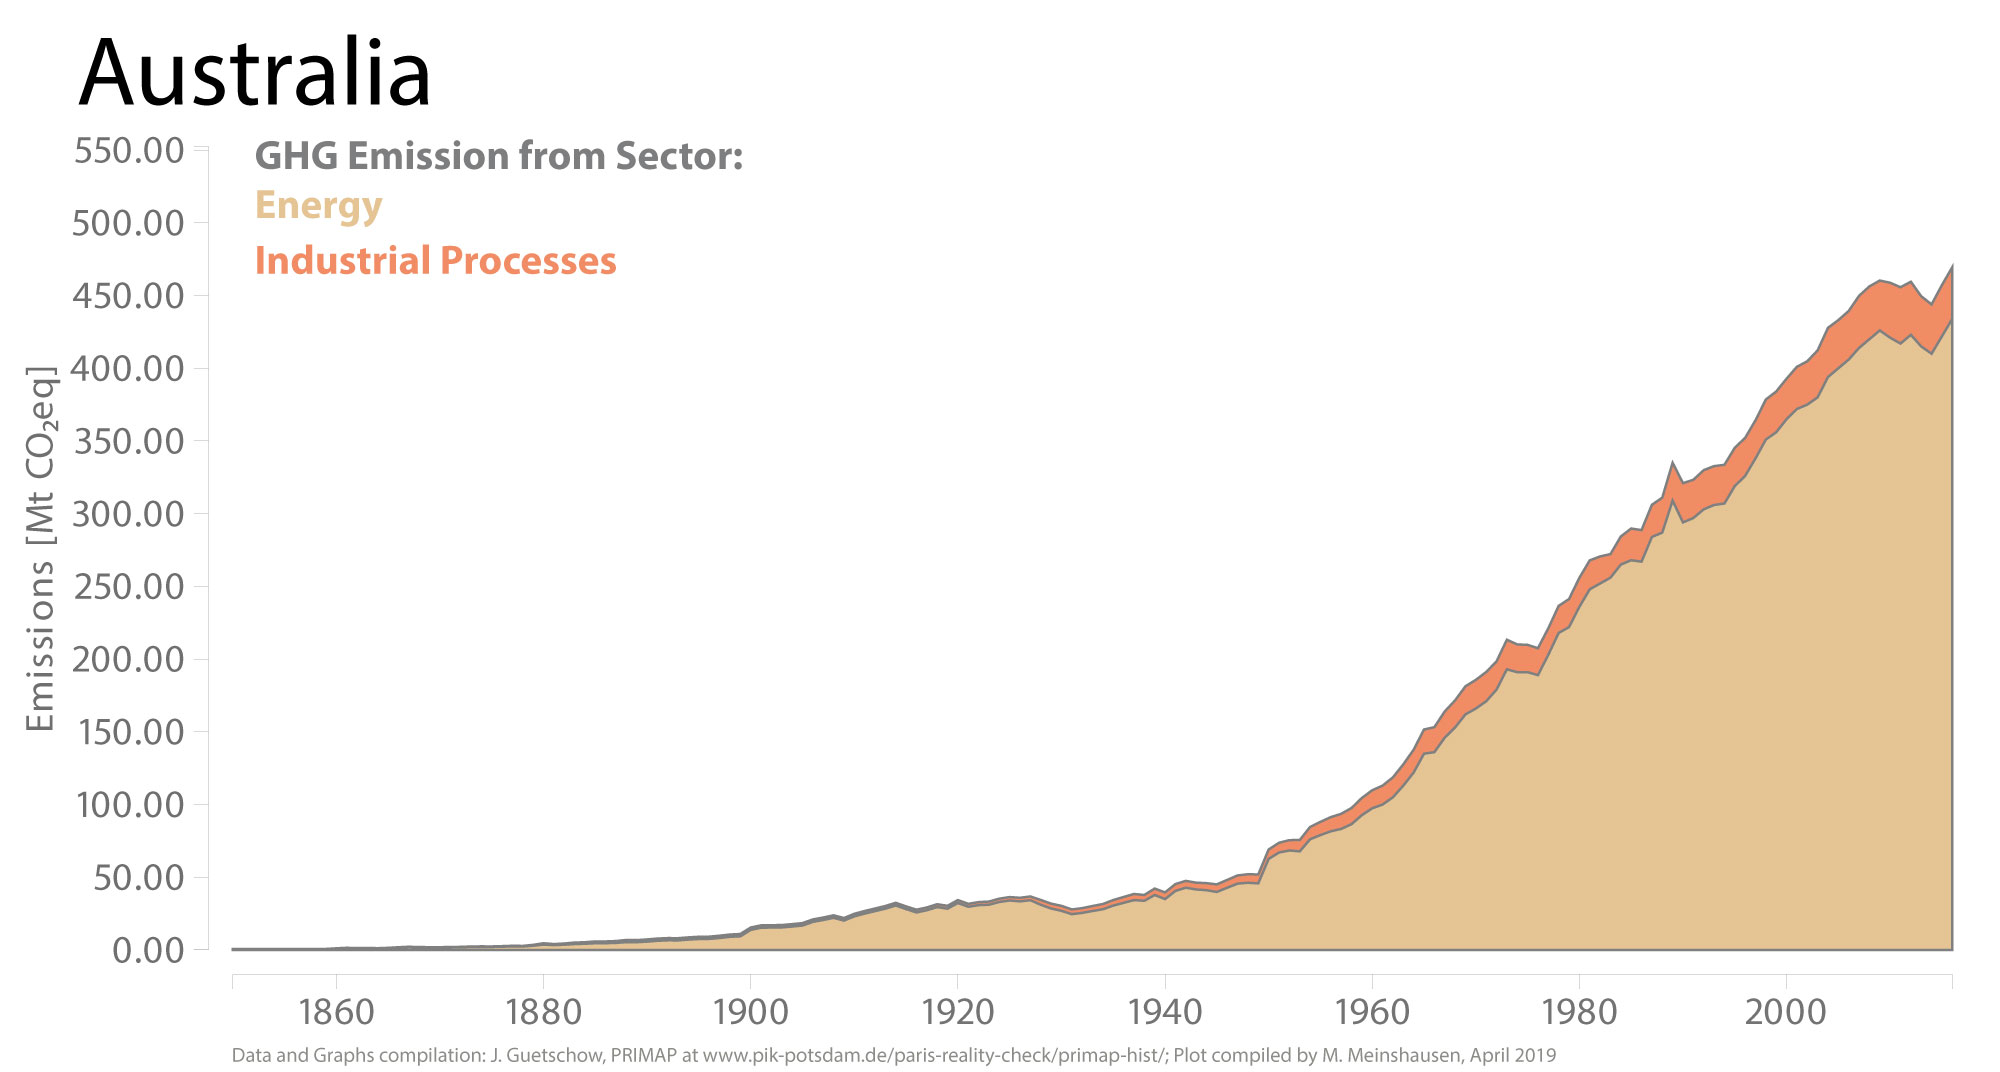 Australia
GHG Emission from Sector:
Energy
Industrial Processes
Emissions [Mt CO₂eq]
550.00
500.00
450.00
400.00
350.00
300.00
250.00
200.00
150.00
100.00
50.00
0.00
1860 1880 1900 1920 1940 1960 1980 2000
Data and Graphs compilation: J. Guetschow, PRIMAP at www.pik-potsdam.de/paris-reality-check/primap-hist/; Plot compiled by M. Meinshausen, April 2019